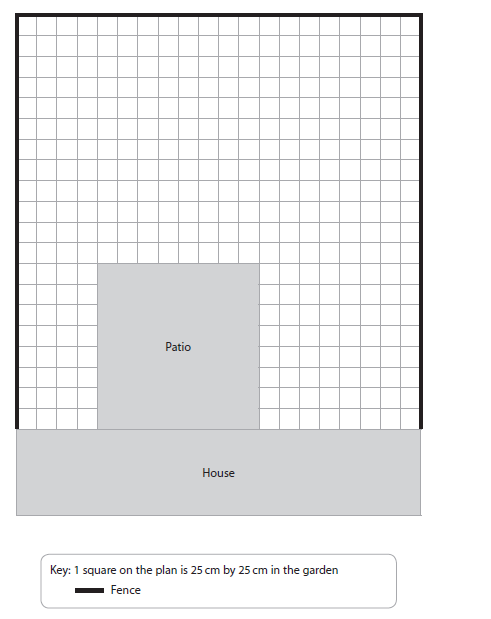 Patio
House
Key: 1 square on the plan is 25 cm by 25 cm in the garden
Fence